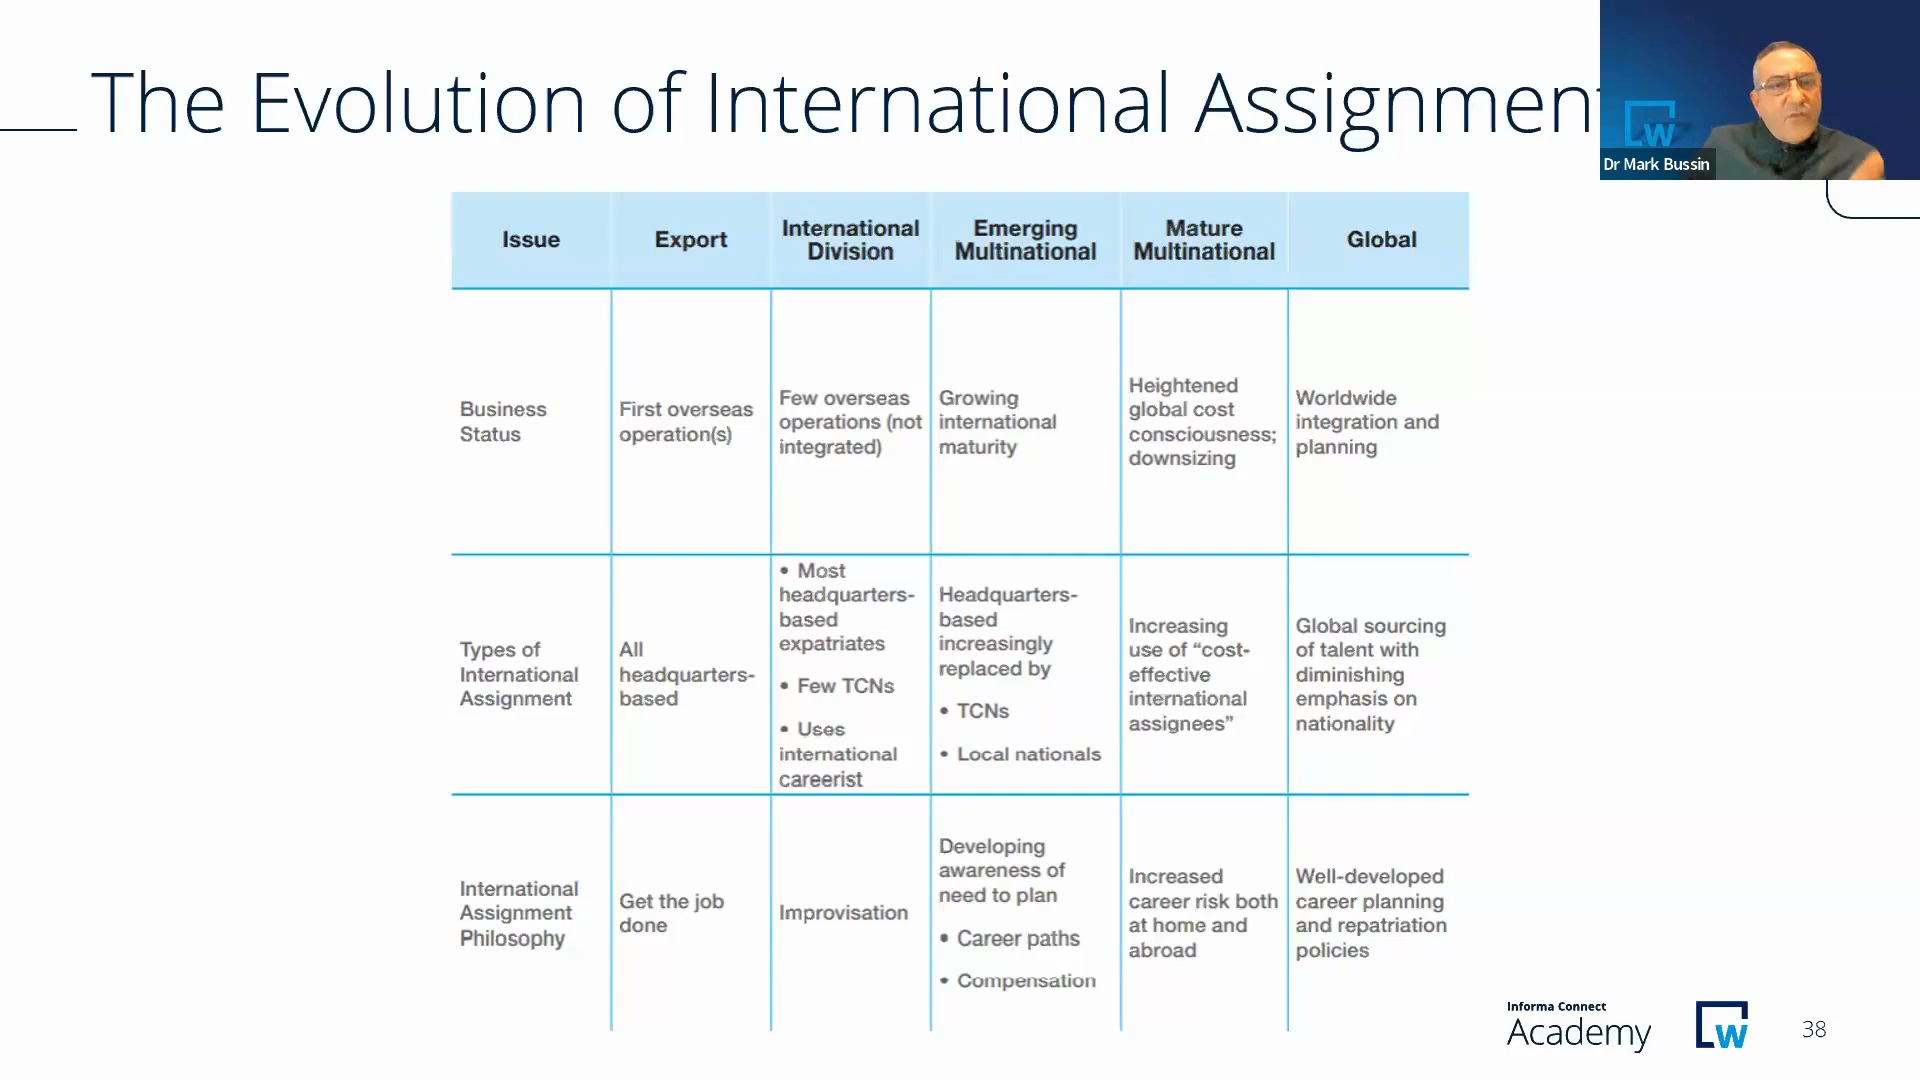 The Evolution of International Assignment
Dr Mark Bussin
Issue
Export
International
Division
Emerging
Multinational
Mature
Multinational
Global
Business
Status
First overseas
operation(s)
Few overseas
operations (not
integrated)
Growing
international
maturity
Heightened
global cost
consciousness;
downsizing
Worldwide
integration and
planning
Types of
International
Assignment
All
headquarters-
based
• Most
headquarters-
based
expatriates
• Few TCNs
• Uses
international
careerist
Headquarters-
based
increasingly
replaced by
• TCNs
• Local nationals
Increasing
use of “cost-
effective
international
assignees”
Global sourcing
of talent with
diminishing
emphasis on
nationality
International
Assignment
Philosophy
Get the job
done
Improvisation
Developing
awareness of
need to plan
• Career paths
• Compensation
Increased
career risk both
at home and
abroad
Well-developed
career planning
and repatriation
policies
Informa Connect
Academy
W
38